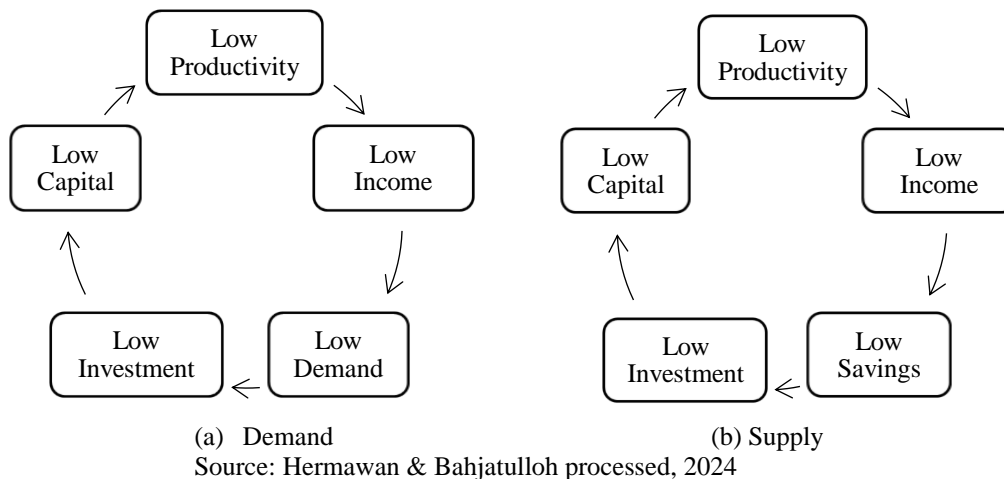 Low
Productivity
Low
Income
Low
Demand
Low
Investment
Low
Capital
(a) Demand
Low
Productivity
Low
Income
Low
Savings
Low
Investment
Low
Capital
(b) Supply
Source: Hermawan & Bahjatulloh processed, 2024